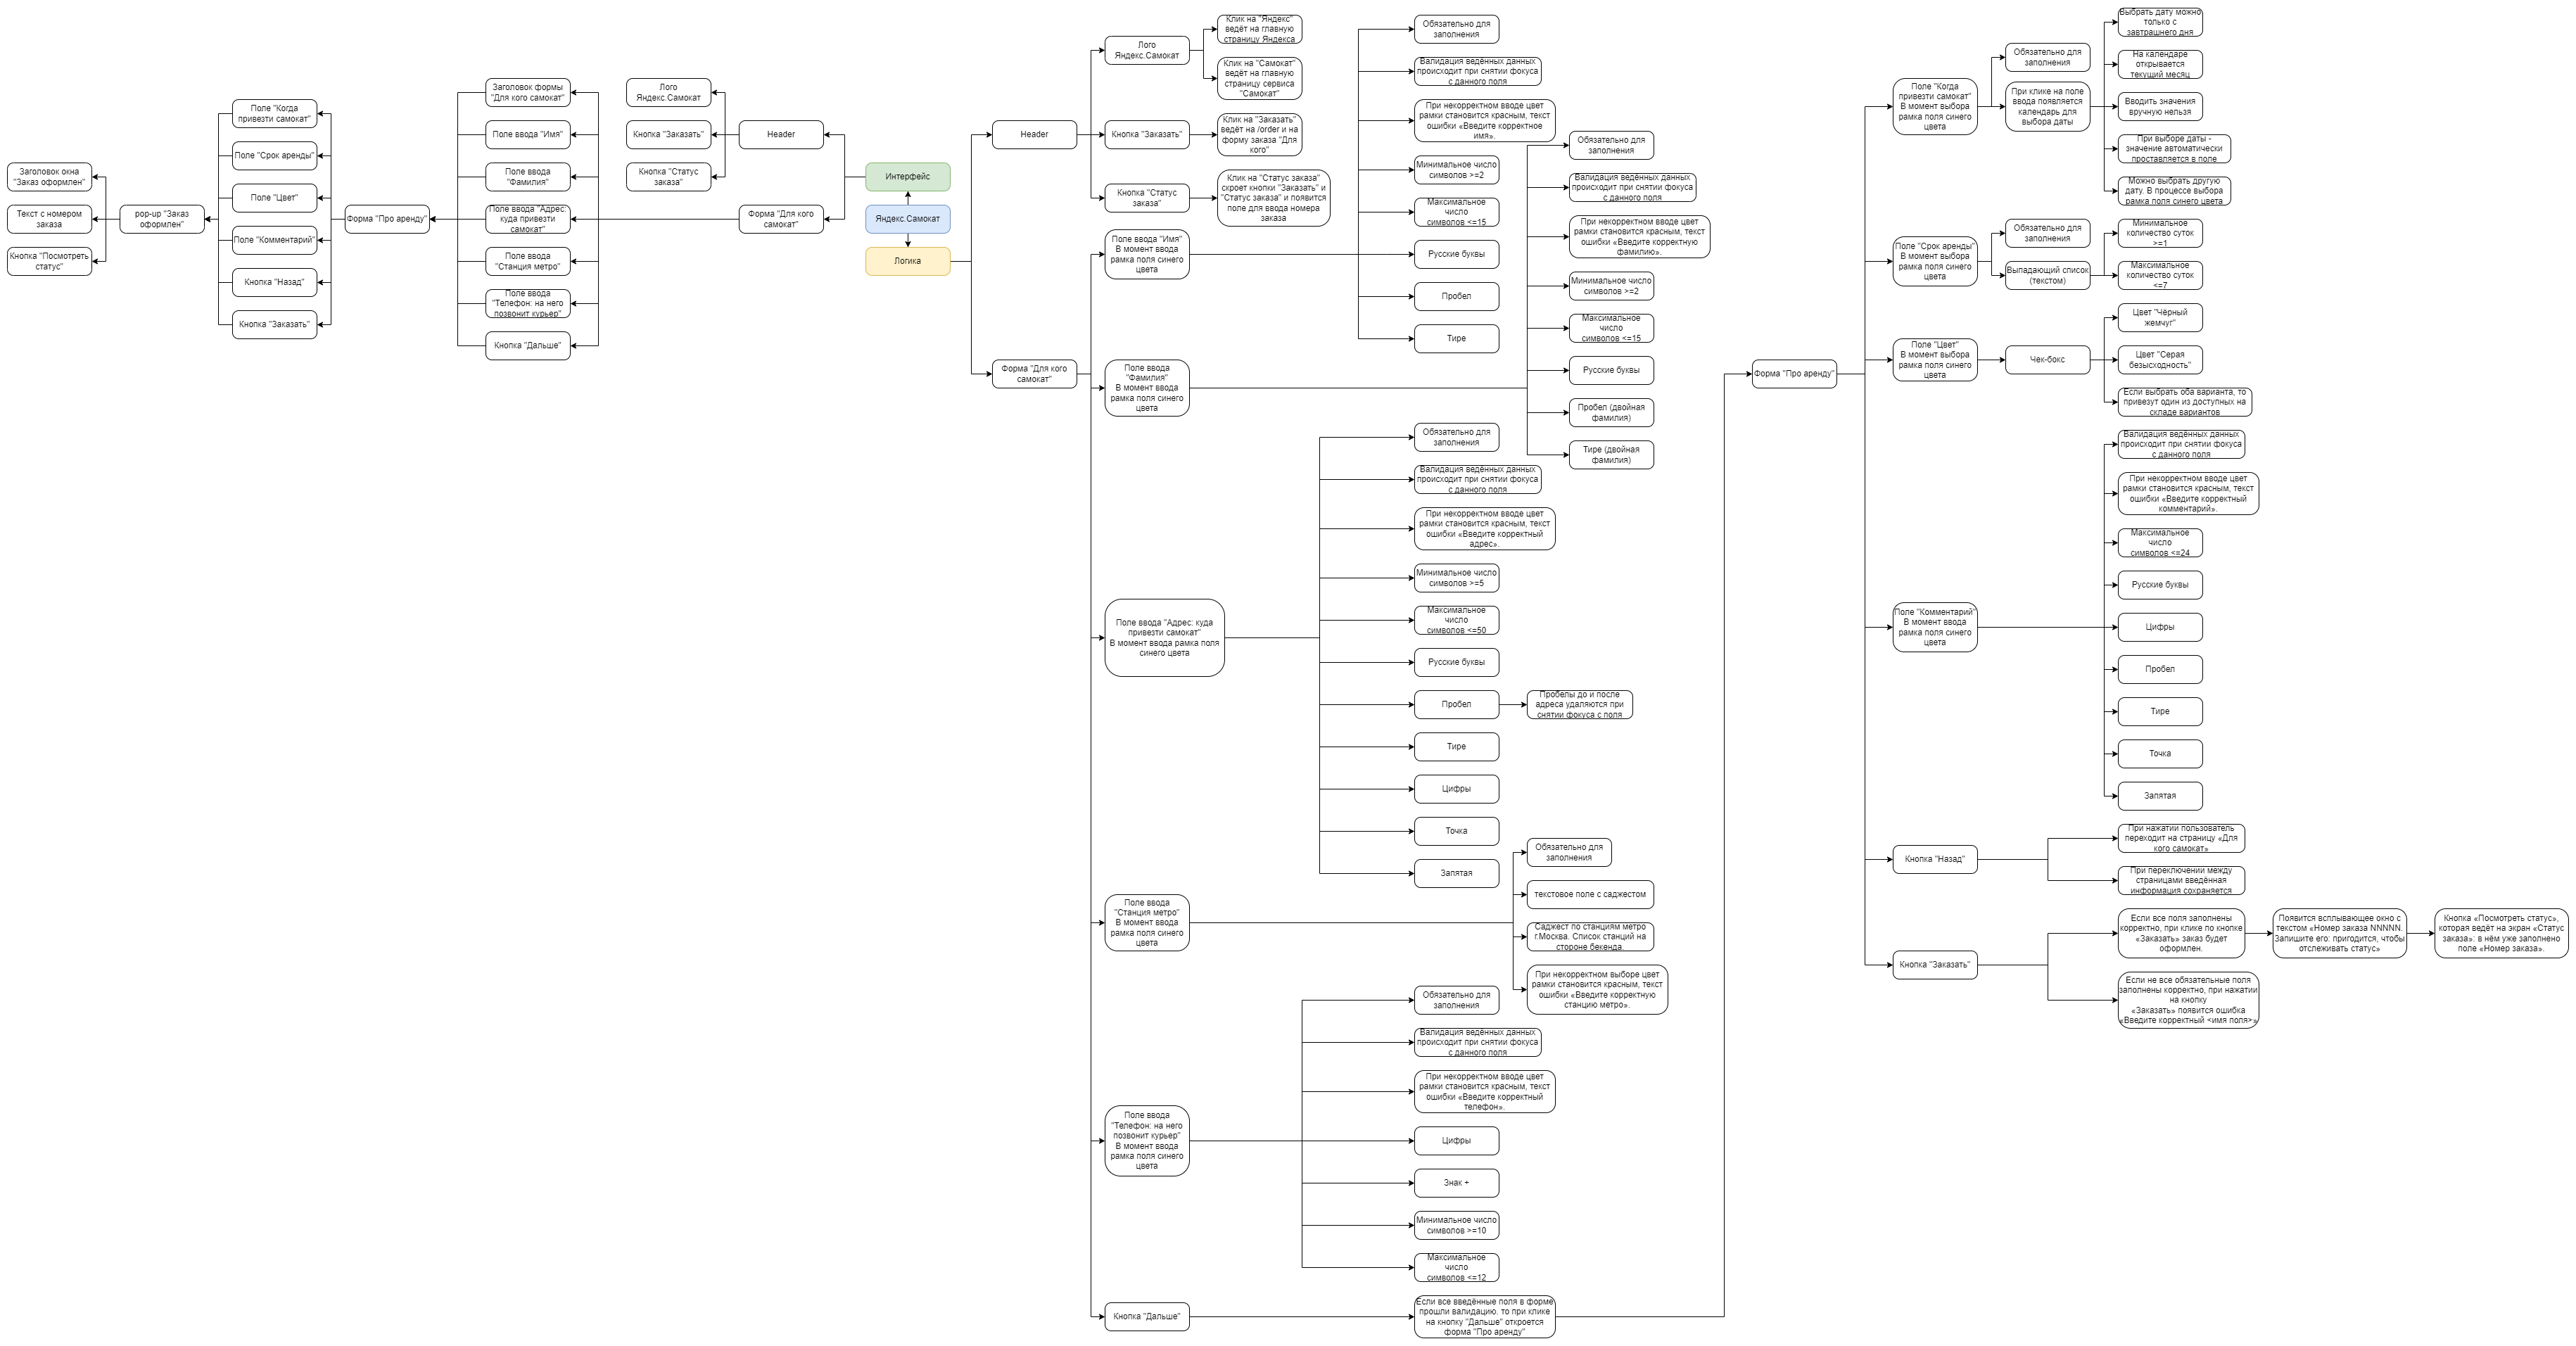 Яндекс.Самокат
Интерфейс
Header
Лого
Яндекс.Самокат
Кнопка "Заказать"
Кнопка "Статус
заказа"
Форма "Для кого
самокат"
Заголовок формы
"Для кого самокат"
Поле ввода "Имя"
Поле ввода
"Фамилия"
Поле ввода "Адрес:
куда привезти
самокат"
Поле ввода
"Станция метро"
Поле ввода
"Телефон: на него
позвонит курьер"
Кнопка "Дальше"
Форма "Про аренду"
Поле "Когда
привезти самокат"
Поле "Срок аренды"
Поле "Цвет"
Поле "Комментарий"
Кнопка "Назад"
Кнопка "Заказать"
pop-up "Заказ
оформлен"
Заголовок окна
"Заказ оформлен"
Текст с номером
заказа
Кнопка "Посмотреть
статус"
Логика
Header
Лого
Яндекс.Самокат
Клик на "Яндекс"
ведёт на главную
страницу Яндекса
Клик на "Самокат"
ведёт на главную
страницу сервиса
"Самокат"
Кнопка "Заказать"
Клик на "Заказать"
ведёт на /order и на
форму заказа "Для
кого"
Кнопка "Статус
заказа"
Клик на "Статус заказа"
скроет кнопки "Заказать" и
"Статус заказа" и появится
поле для ввода номера
заказа
Форма "Для кого
самокат"
Поле ввода "Имя"
В момент ввода
рамка поля синего
цвета
Обязательно для
заполнения
Валидация ведённых данных
происходит при снятии фокуса
с данного поля
При некорректном вводе цвет
рамки становится красным, текст
ошибки «Введите корректное
имя».
Минимальное число
символов >=2
Максимальное
число
символов <=15
Русские буквы
Пробел
Тире
Поле ввода
"Фамилия"
В момент ввода
рамка поля синего
цвета
Обязательно для
заполнения
Валидация ведённых данных
происходит при снятии фокуса
с данного поля
При некорректном вводе цвет
рамки становится красным, текст
ошибки «Введите корректную
фамилию».
Минимальное число
символов >=2
Максимальное
число
символов <=15
Русские буквы
Пробел (двойная
фамилия)
Тире (двойная
фамилия)
Поле ввода "Адрес: куда
привезти самокат"
В момент ввода рамка поля
синего цвета
Обязательно для
заполнения
Валидация ведённых данных
происходит при снятии фокуса
с данного поля
При некорректном вводе цвет
рамки становится красным, текст
ошибки «Введите корректный
адрес».
Минимальное число
символов >=5
Максимальное
число
символов <=50
Русские буквы
Пробел
Пробелы до и после
адреса удаляются при
снятии фокуса с поля
Тире
Цифры
Точка
Запятая
Поле ввода
"Станция метро"
В момент ввода
рамка поля синего
цвета
Обязательно для
заполнения
текстовое поле с саджестом
Саджест по станциям метро
г.Москва. Список станций на
стороне бекенда.
При некорректном выборе цвет
рамки становится красным, текст
ошибки «Введите корректную
станцию метро».
Поле ввода
"Телефон: на него
позвонит курьер"
В момент ввода
рамка поля синего
цвета
Обязательно для
заполнения
Валидация ведённых данных
происходит при снятии фокуса
с данного поля
При некорректном вводе цвет
рамки становится красным, текст
ошибки «Введите корректный
телефон».
Цифры
Знак +
Минимальное число
символов >=10
Максимальное
число
символов <=12
Кнопка "Дальше"
Если все введённые поля в форме
прошли валидацию. то при клике
на кнопку "Дальше" откроется
форма "Про аренду"
Форма "Про аренду"
Поле "Когда
привезти самокат"
В момент выбора
рамка поля синего
цвета
Обязательно для
заполнения
При клике на поле
ввода появляется
календарь для
выбора даты
Выбрать дату можно
только с
завтрашнего дня
На календаре
открывается
текущий месяц
Вводить значения
вручную нельзя
При выборе даты -
значение автоматически
проставляется в поле
Можно выбрать другую
дату. В процессе выбора
рамка поля синего цвета
Поле "Срок аренды"
В момент выбора
рамка поля синего
цвета
Обязательно для
заполнения
Выпадающий список
(текстом)
Минимальное
количество суток
>=1
Максимальное
количество суток
<=7
Поле "Цвет"
В момент выбора
рамка поля синего
цвета
Чек-бокс
Цвет "Чёрный
жемчуг"
Цвет "Серая
безысходность"
Если выбрать оба варианта, то
привезут один из доступных на
складе вариантов
Поле "Комментарий"
В момент ввода
рамка поля синего
цвета
Валидация ведённых данных
происходит при снятии фокуса
с данного поля
При некорректном вводе цвет
рамки становится красным, текст
ошибки «Введите корректный
комментарий».
Максимальное
число
символов <=24
Русские буквы
Цифры
Пробел
Тире
Точка
Запятая
Кнопка "Назад"
При нажатии пользователь
переходит на страницу «Для
кого самокат»
При переключении между
страницами введённая
информация сохраняется
Кнопка "Заказать"
Если все поля заполнены
корректно, при клике по кнопке
«Заказать» заказ будет
оформлен.
Появится всплывающее окно с
текстом «Номер заказа NNNNN.
Запишите его: пригодится, чтобы
отслеживать статус»
Кнопка «Посмотреть статус»,
которая ведёт на экран «Статус
заказа»: в нём уже заполнено
поле «Номер заказа».
Если не все обязательные поля
заполнены корректно, при нажатии
на кнопку
«Заказать» появится ошибка
«Введите корректный <имя поля>»